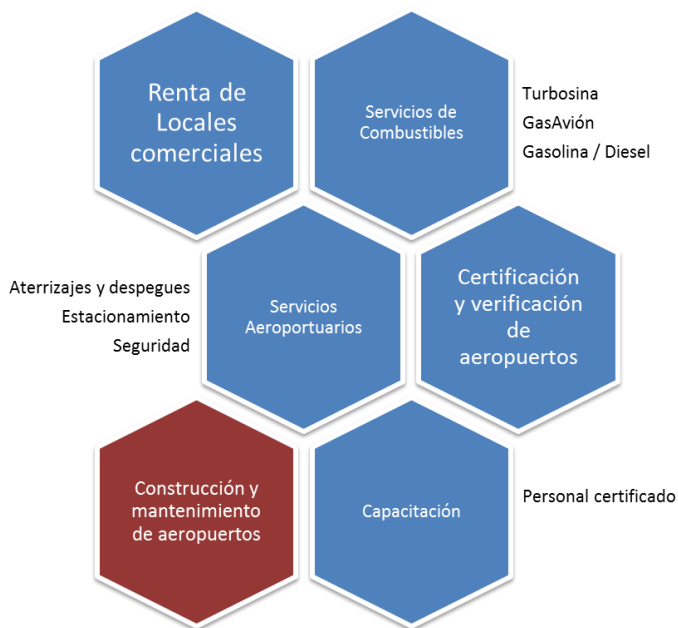 Renta de
Locales
comerciales
Servicios de
Combustibles
Turbosina
GasAvión
Gasolina / Diesel
Aterrizajes y despegues
Estacionamiento
Seguridad
Servicios
Aeroportuarios
Certificación
y verificación
de
aeropuertos
Construcción y
mantenimiento
de aeropuertos
Capacitación
Personal certificado